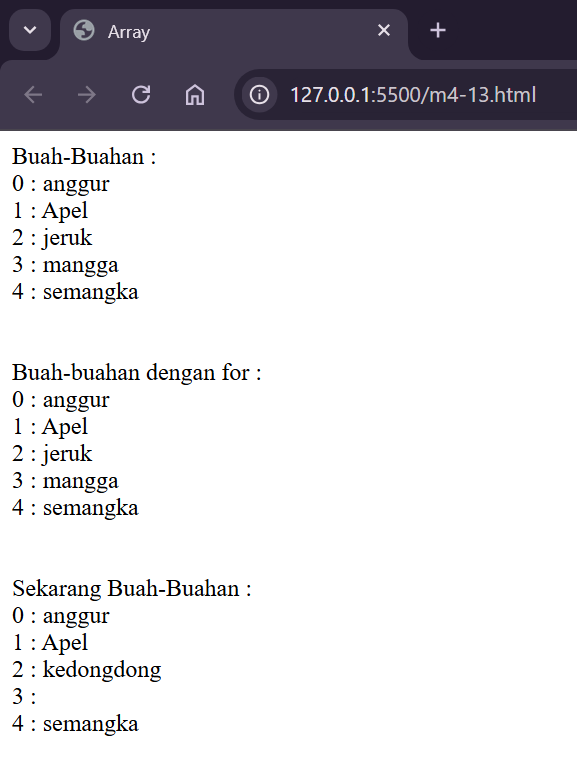 Array
127.0.0.1:5500/m4-13.html
Buah-Buahan :
0 : anggur
1 : Apel
2 : jeruk
3 : mangga
4 : semangka
Buah-buahan dengan for :
0 : anggur
1 : Apel
2 : jeruk
3 : mangga
4 : semangka
Sekarang Buah-Buahan :
0 : anggur
1 : Apel
2 : kedongdong
3 :
4 : semangka